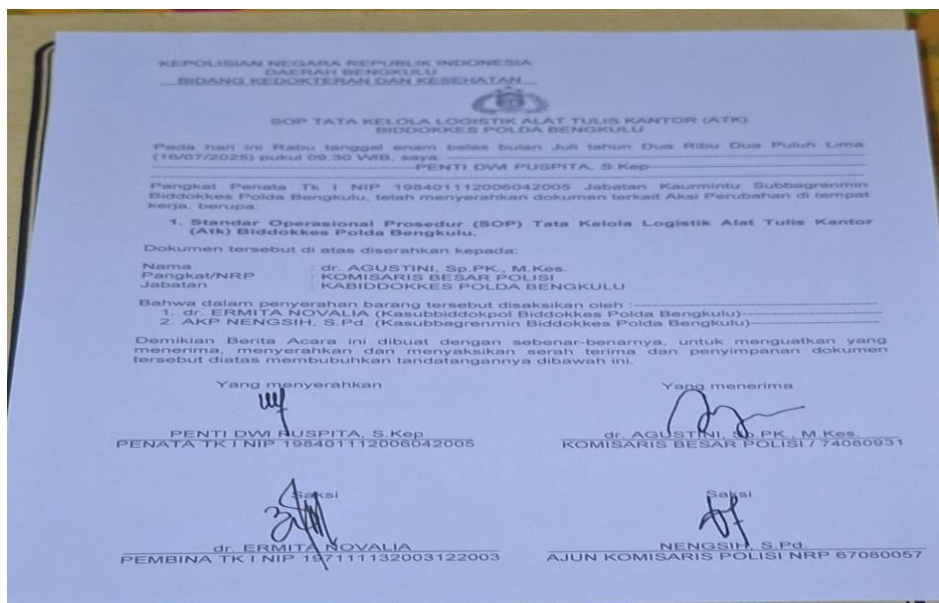 KEPOLISIAN NEGARA REPUBLIK INDONESIA
DAERAH BENGKULU
BIDANG KEDOKTERAN DAN KESEHATAN
SOP TATA KELOLA LOGISTIK ALAT TULIS KANTOR (ATK)
BIDDOKKES POLDA BENGKULU
Pada hari ini Rabu tanggal enam belas bulan Juli tahun Dua Ribu Dua Puluh Lima
(16/07/2025) pukul 09.30 WIB, saya:
PENTI DWI PUSPITA, S.Kep
Pangkat Penata Tk I NIP 198401112006042005 Jabatan Kaurmintu Subbagrenmin
Biddokkes Polda Bengkulu, telah menyerahkan dokumen terkait Aksi Perubahan di tempat
kerja, berupa:
1. Standar Operasional Prosedur (SOP) Tata Kelola Logistik Alat Tulis Kantor
(Atk) Biddokkes Polda Bengkulu.
Dokumen tersebut di atas diserahkan kepada:
Nama : dr. AGUSTINI, Sp.PK., M.Kes.
Pangkat/NRP : KOMISARIS BESAR POLISI
Jabatan : KABIDDOKKES POLDA BENGKULU
Bahwa dalam penyerahan barang tersebut disaksikan oleh :
1. dr. ERMITA NOVALIA (Kasubbiddokpol Biddokkes Polda Bengkulu)
2. AKP NENGSIH, S.Pd. (Kasubbagrenmin Biddokkes Polda Bengkulu)
Demikian Berita Acara ini dibuat dengan sebenar-benarnya, untuk menguatkan yang
menerima, menyerahkan dan menyaksikan serah terima dan penyimpanan dokumen
tersebut diatas membubuhkan tandatangannya dibawah ini.
Yang menyerahkan Yang menerima
PENTI DWI PUSPITA, S.Kep dr. AGUSTINI, Sp.PK., M.Kes.
PENATA TK I NIP 198401112006042005 KOMISARIS BESAR POLISI / 74080931
Saksi Saksi
dr. ERMITA NOVALIA NENGSIH, S.Pd.
PEMBINA TK I NIP 197111132003122003 AJUN KOMISARIS POLISI NRP 67080057